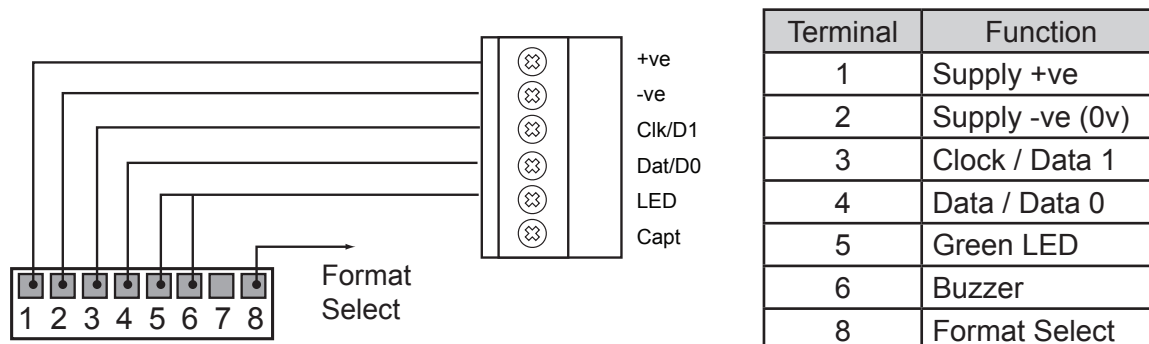 +ve
-ve
Clk/D1
Dat/D0
LED
Capt
Format
Select
1 2 3 4 5 6 7 8
Terminal Function
1 Supply +ve
2 Supply -ve (0v)
3 Clock / Data 1
4 Data / Data 0
5 Green LED
6 Buzzer
8 Format Select